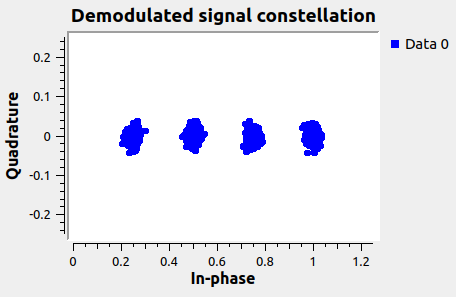 Demodulated signal constellation
Data 0
Quadrature
0.2
0.1
0
-0.1
-0.2
0 0.2 0.4 0.6 0.8 1 1.2
In-phase